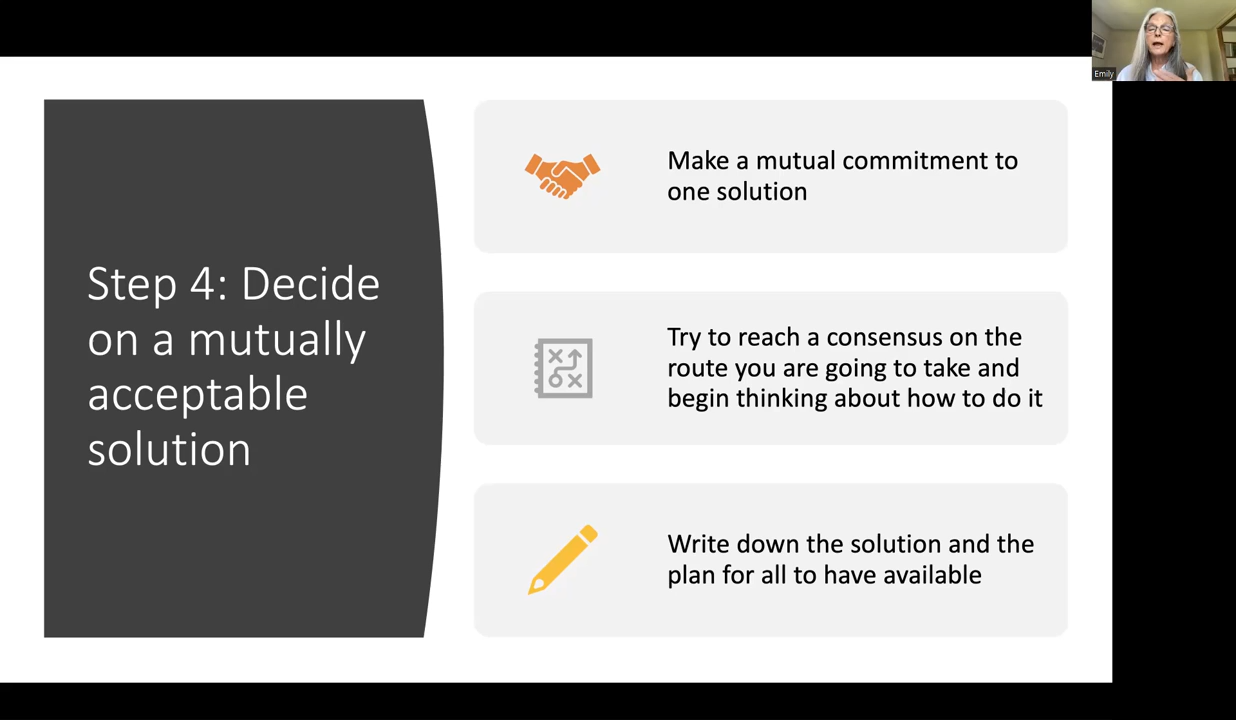 Emily
Step 4: Decide
on a mutually
acceptable
solution
Make a mutual commitment to
one solution
Try to reach a consensus on the
route you are going to take and
begin thinking about how to do it
Write down the solution and the
plan for all to have available